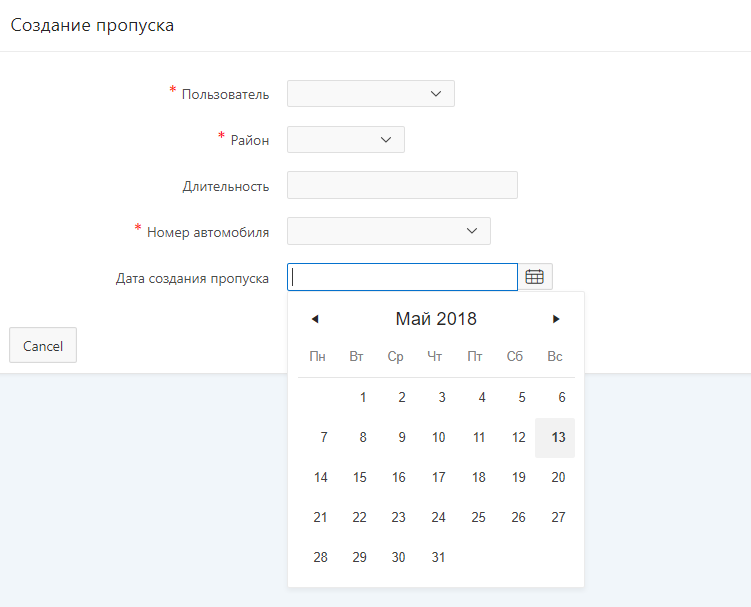 Создание пропуска
* Пользователь
* Район
Длительность
* Номер автомобиля
Дата создания пропуска
Май 2018
Cancel
Пн Вт Ср Чт Пт Сб Вс
1 2 3 4 5 6
7 8 9 10 11 12 13
14 15 16 17 18 19 20
21 22 23 24 25 26 27
28 29 30 31